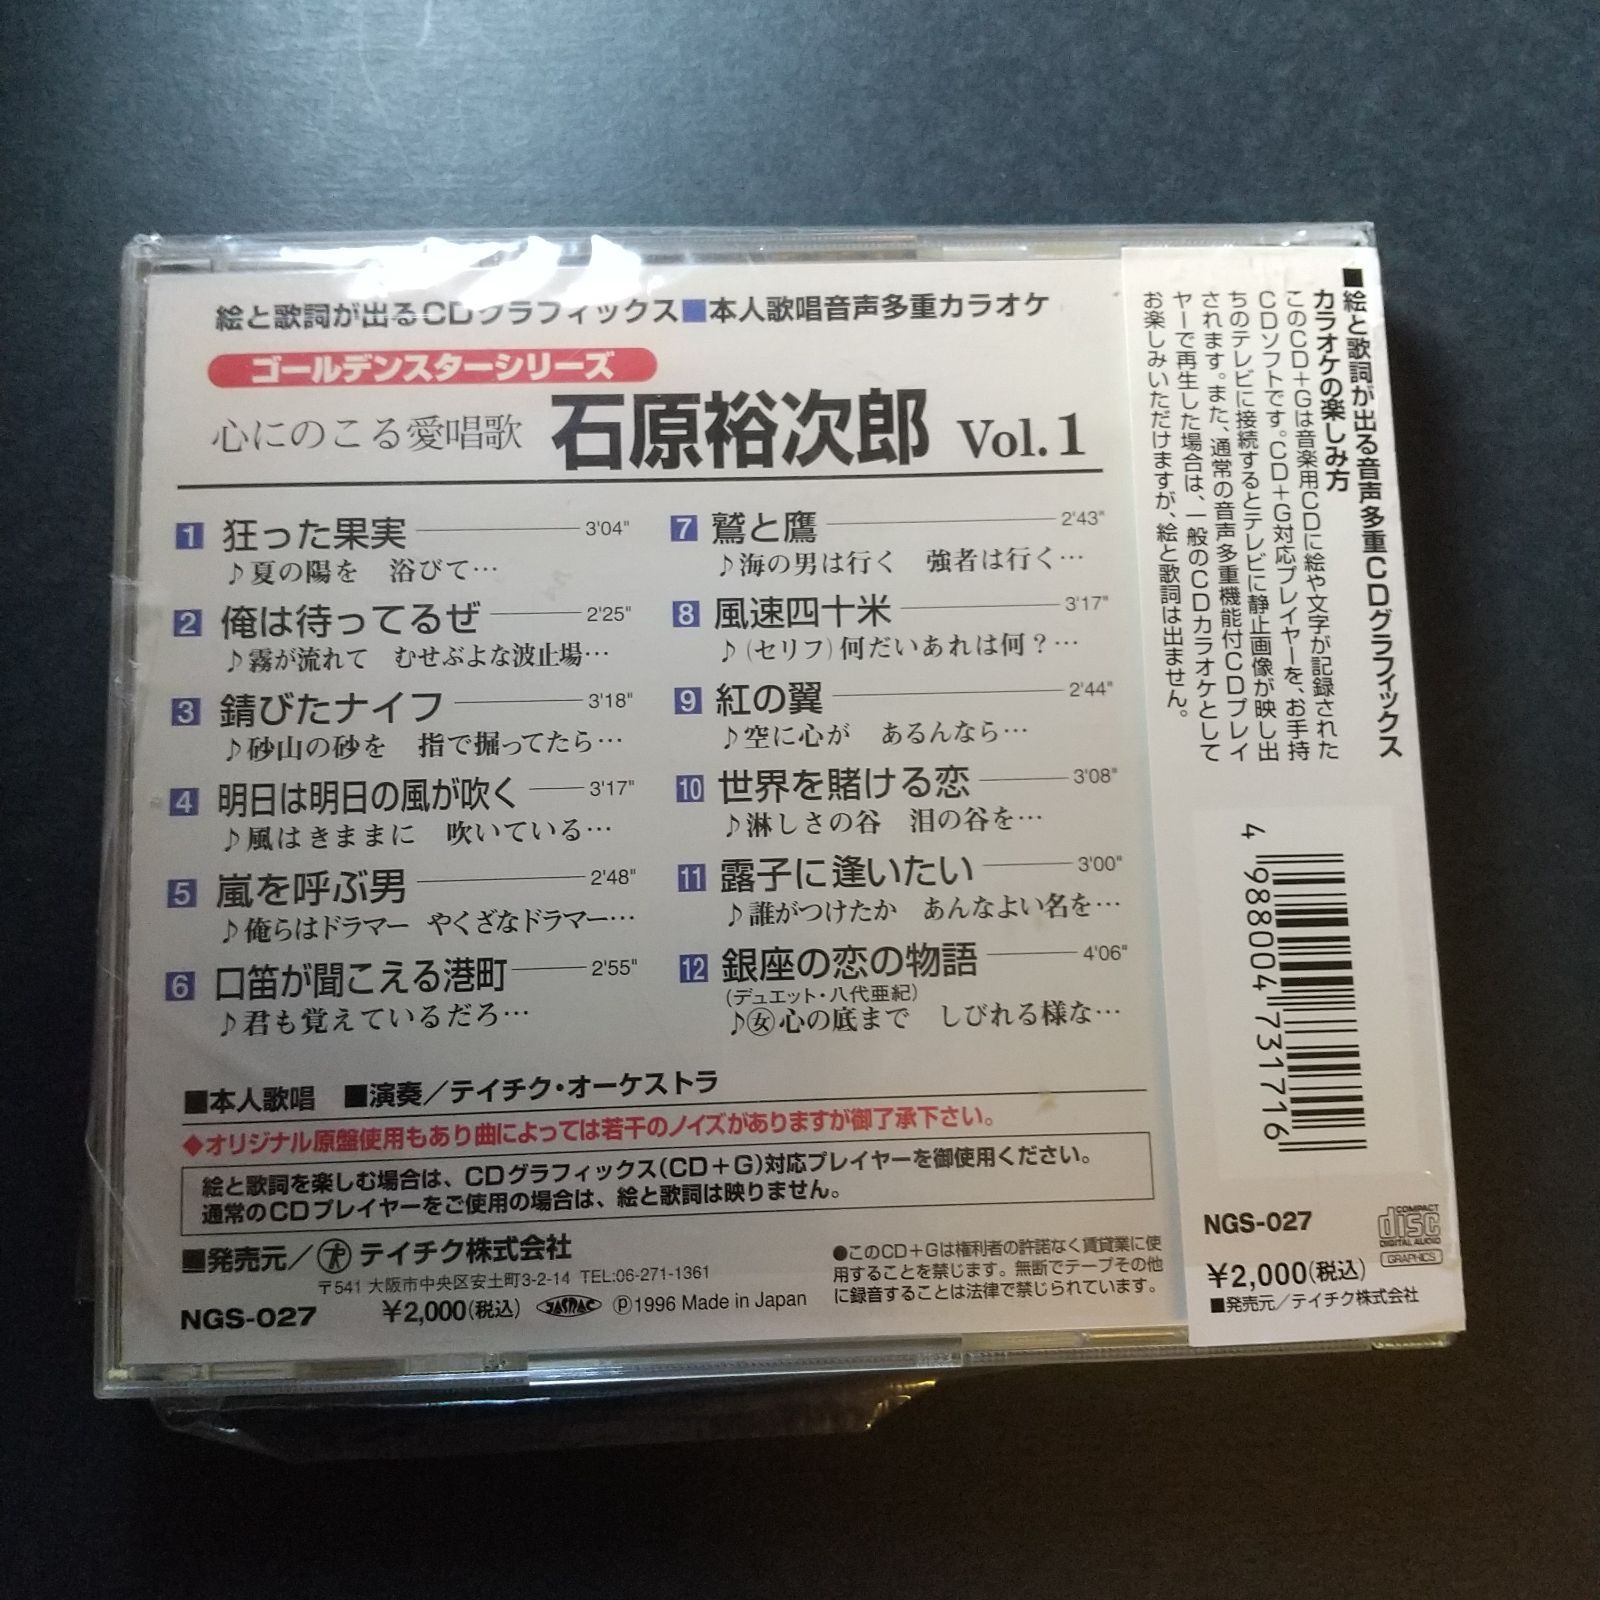 絵と歌詞が出るCDグラフィックス■本人歌唱音声多重カラオケ
ゴールデンスターシリーズ
心にのこる愛唱歌 石原裕次郎 Vol.1
1 狂った果実 3'04"
♪夏の陽を 浴びて…
2 俺は待ってるぜ 2'25"
♪霧が流れて むせぶよな波止場…
3 錆びたナイフ 3'18"
♪砂山の砂を 指で掘ってたら…
4 明日は明日の風が吹く 3'17"
♪風はきままに 吹いている…
5 嵐を呼ぶ男 2'48"
♪俺らはドラマー やくざなドラマー…
6 口笛が聞こえる港町 2'55"
♪君も覚えているだろ…
7 鷲と鷹 2'43"
♪海の男は行く 強者は行く…
8 風速四十米 3'17"
♪(セリフ)何だいあれは何?…
9 紅の翼 2'44"
♪空に心が あるんなら…
10 世界を賭ける恋 3'08"
♪淋しさの谷 泪の谷を…
11 露子に逢いたい 3'00"
♪誰がつけたか あんなよい名を…
12 銀座の恋の物語 4'06"
(デュエット・八代亜紀)
♪㊛心の底まで しびれる様な…
■本人歌唱 ■演奏/テイチク・オーケストラ
◆オリジナル原盤使用もあり曲によっては若干のノイズがありますが御了承下さい。
絵と歌詞を楽しむ場合は、CDグラフィックス(CD+G)対応プレイヤーを御使用ください。
通常のCDプレイヤーをご使用の場合は、絵と歌詞は映りません。
■発売元/テイチク株式会社
〒541 大阪市中央区安土町3-2-14 TEL:06-271-1361
NGS-027 ¥2,000(税込) JASRAC Ⓟ1996 Made in Japan
●このCD+Gは権利者の許諾なく賃貸業に使
用することを禁じます。無断でテープその他
に録音することは法律で禁じられています。
■絵と歌詞が出る音声多重CDグラフィックス
カラオケの楽しみ方
このCD+Gは音楽用CDに絵や文字が記録された
CDソフトです。CD+G対応プレイヤーを、お手持
ちのテレビに接続するとテレビに静止画像が映し出
されます。また、通常の音声多重機能付CDプレイ
ヤーで再生した場合は、一般のCDカラオケとして
お楽しみいただけますが、絵と歌詞は出ません。
4 988004 731716
NGS-027
COMPACT
disc
DIGITAL AUDIO
GRAPHICS
¥2,000(税込)
■発売元/テイチク株式会社